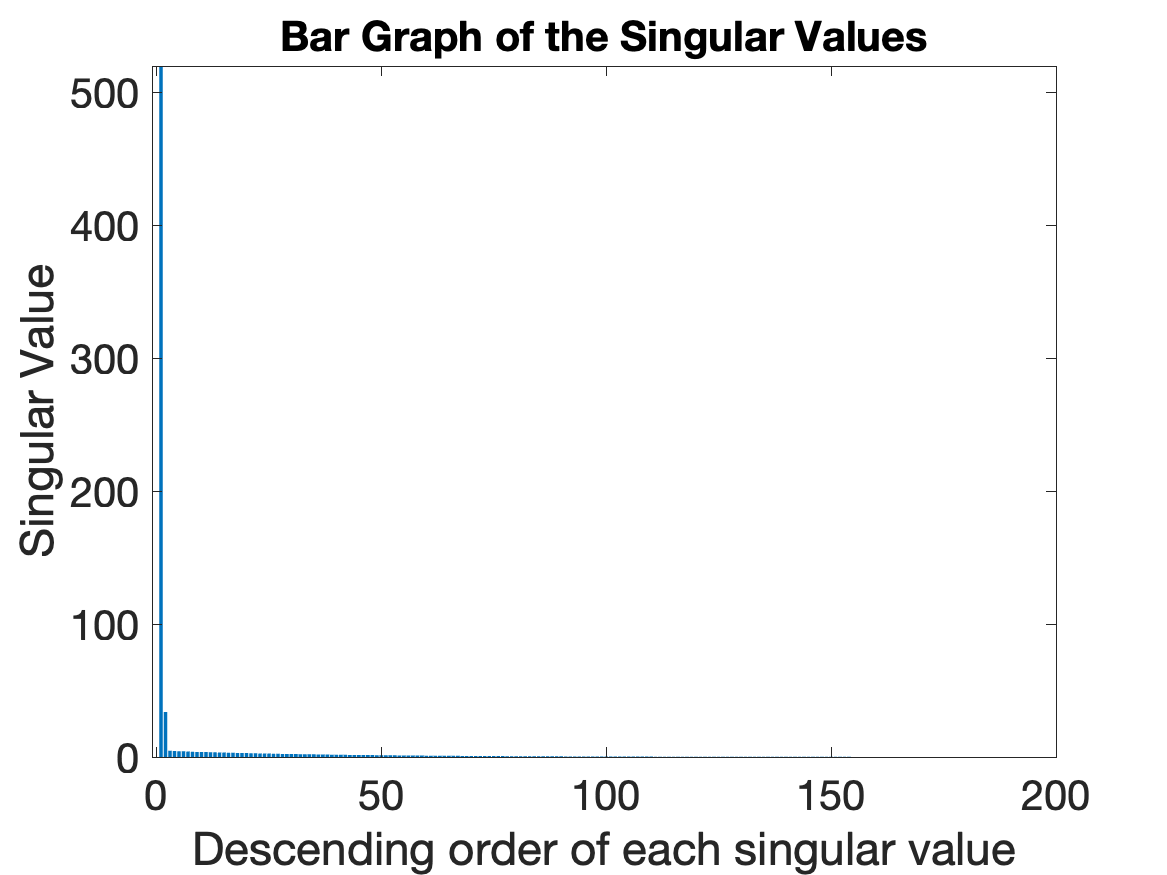 Bar Graph of the Singular Values
500
400
300
200
100
0
Singular Value
0 50 100 150 200
Descending order of each singular value